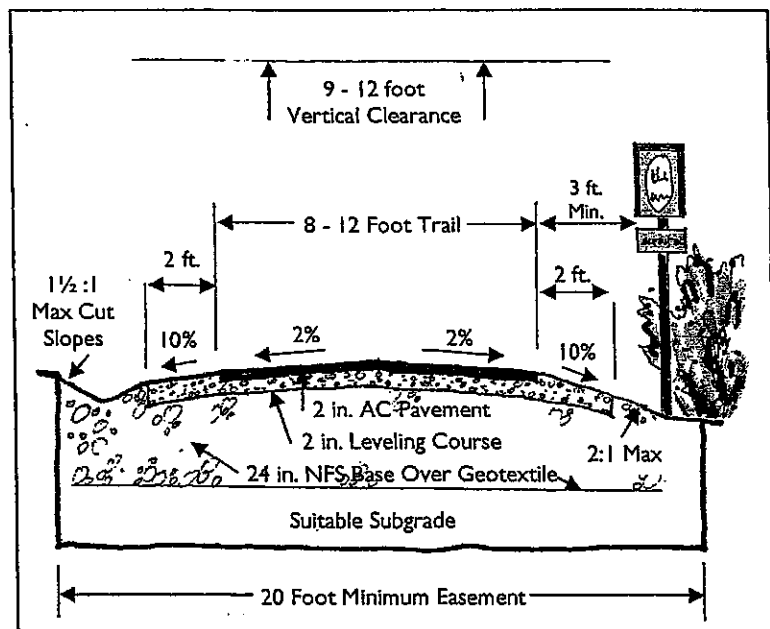 9 - 12 foot
Vertical Clearance
3 ft.
Min.
8 - 12 Foot Trail
2 ft.
2 ft.
1½ :1
Max Cut
Slopes
10%
2%
2%
10%
2 in. AC Pavement
2 in. Leveling Course
2:1 Max
24 in. NFS Base Over Geotextile
Suitable Subgrade
20 Foot Minimum Easement